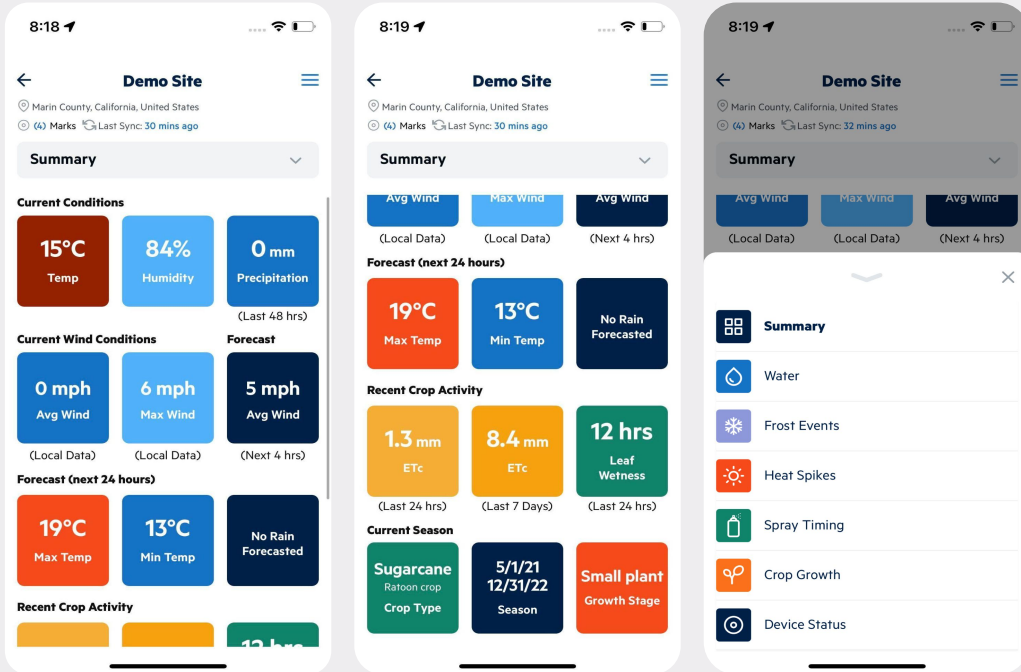 8:18
Demo Site
Marin County, California, United States
(4) Marks Last Sync: 30 mins ago
Summary
Current Conditions
15°C
Temp
84%
Humidity
0 mm
Precipitation
(Last 48 hrs)
Current Wind Conditions
Forecast
0 mph
Avg Wind
6 mph
Max Wind
5 mph
Avg Wind
(Local Data)
(Local Data)
(Next 4 hrs)
Forecast (next 24 hours)
19°C
Max Temp
13°C
Min Temp
No Rain
Forecasted
Recent Crop Activity
12 hrs
8:19
Demo Site
Marin County, California, United States
(4) Marks Last Sync: 30 mins ago
Summary
Avg Wind
Max Wind
Avg Wind
(Local Data)
(Local Data)
(Next 4 hrs)
Forecast (next 24 hours)
19°C
Max Temp
13°C
Min Temp
No Rain
Forecasted
Recent Crop Activity
1.3 mm
ETc
8.4 mm
ETc
12 hrs
Leaf
Wetness
(Last 24 hrs)
(Last 7 Days)
(Last 24 hrs)
Current Season
Sugarcane
Ratoon crop
Crop Type
5/1/21
12/31/22
Season
Small plant
Growth Stage
8:19
Demo Site
Marin County, California, United States
(4) Marks Last Sync: 32 mins ago
Summary
Avg Wind
Max Wind
Avg Wind
(Local Data)
(Local Data)
(Next 4 hrs)
Summary
Water
Frost Events
Heat Spikes
Spray Timing
Crop Growth
Device Status